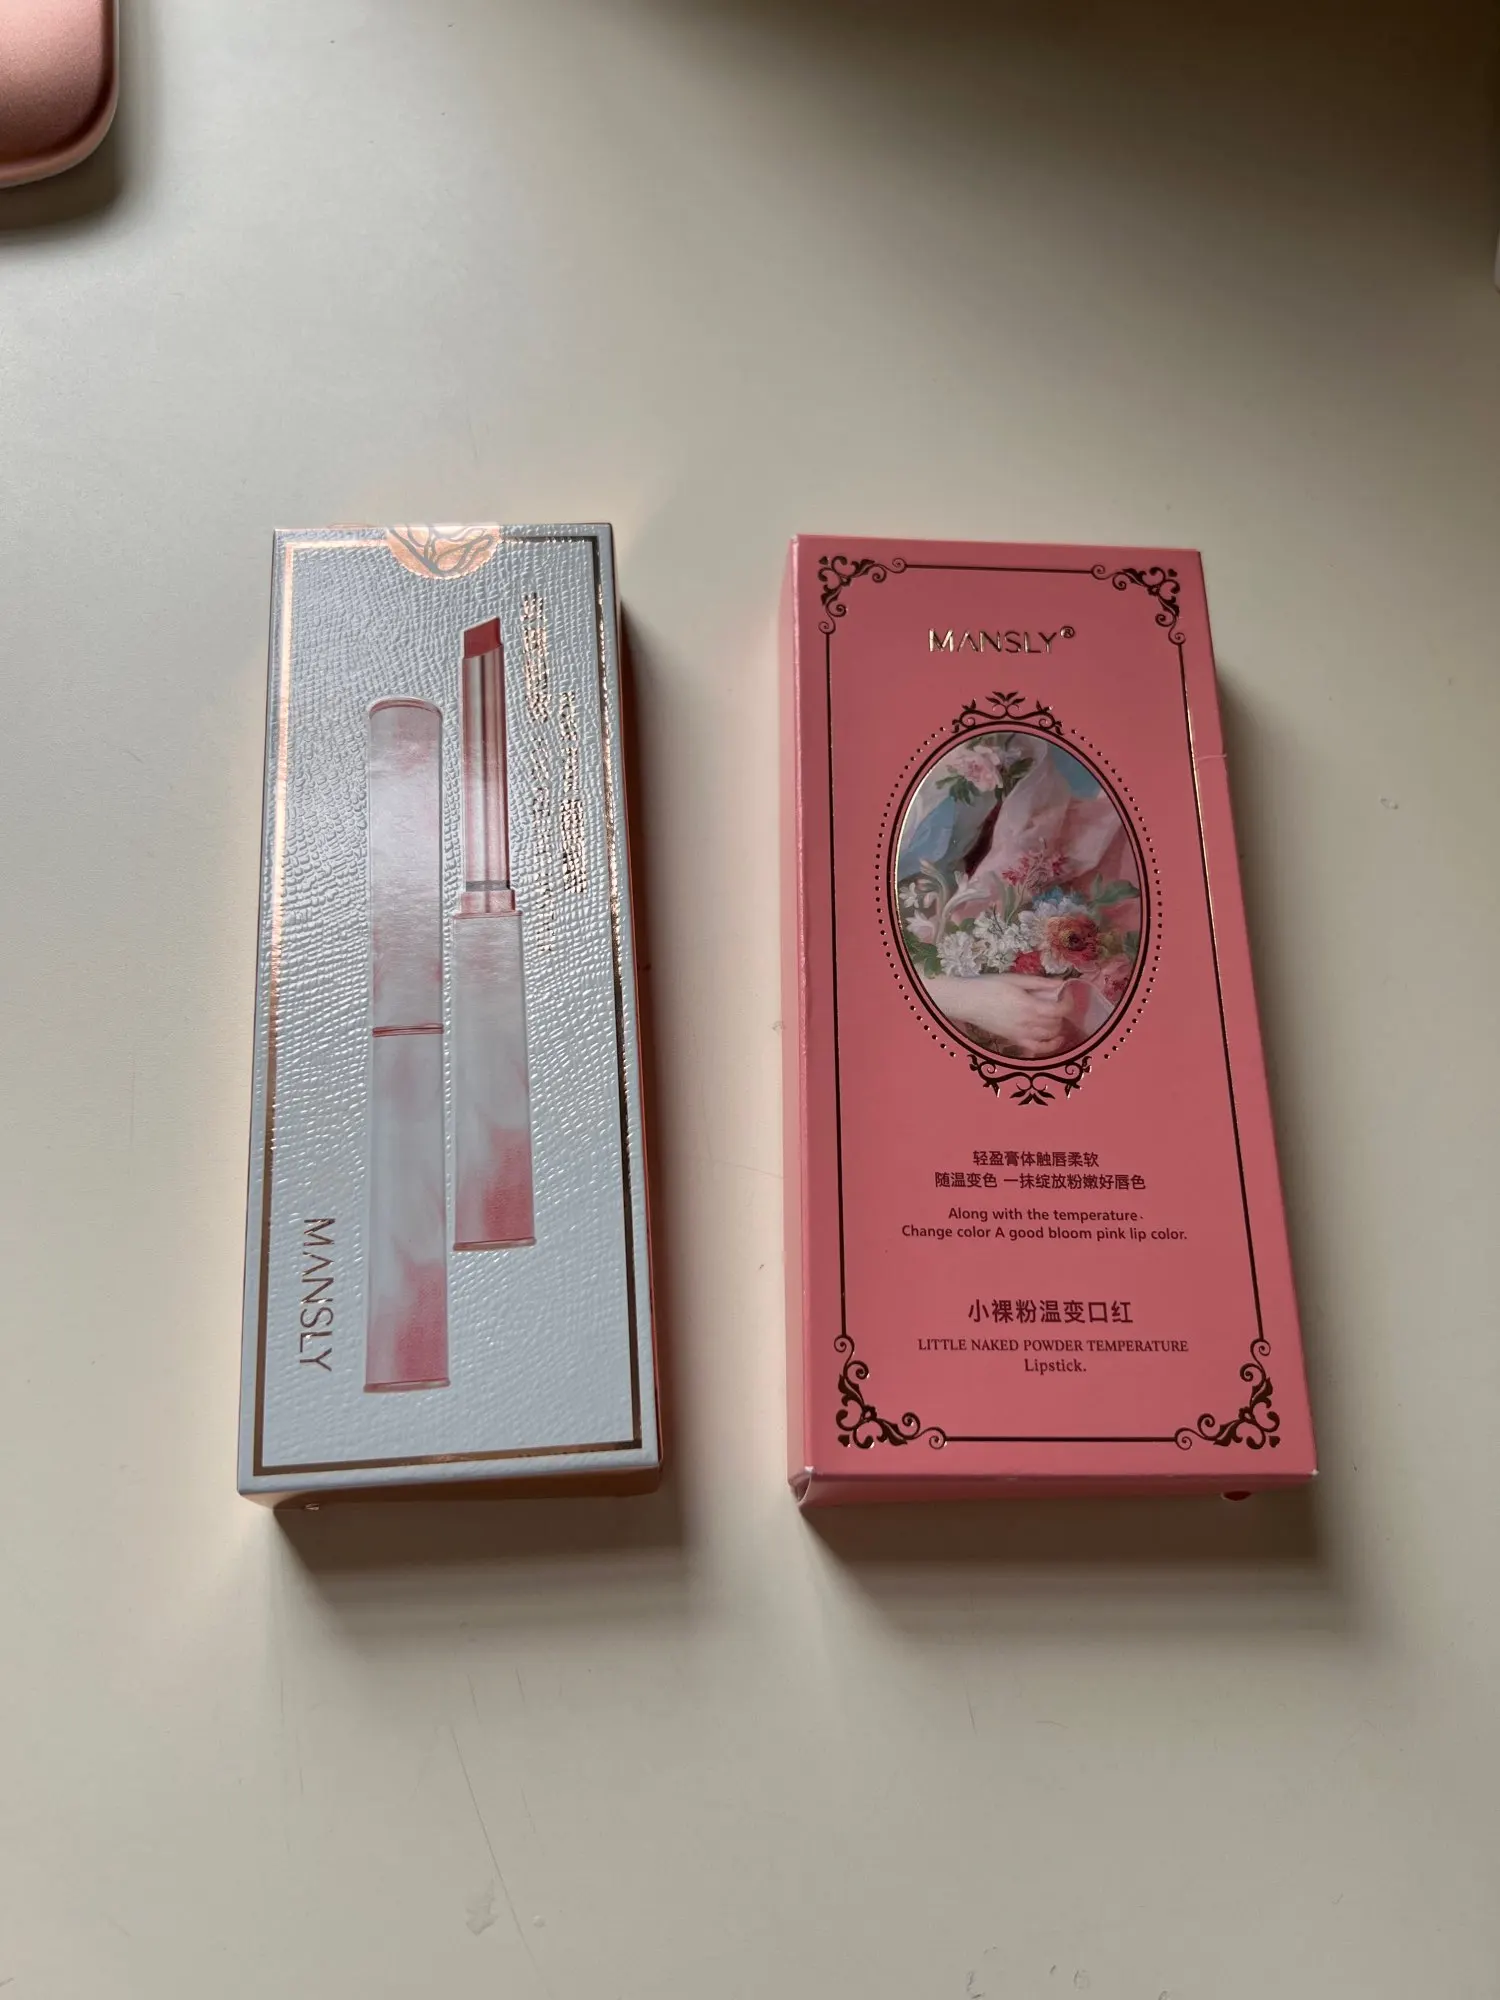 MANSLY
MANSLY®
轻盈膏体触唇柔软
随温变色 一抹绽放粉嫩好唇色
Along with the temperature.
Change color A good bloom pink lip color.
小裸粉温变口红
LITTLE NAKED POWDER TEMPERATURE
Lipstick.